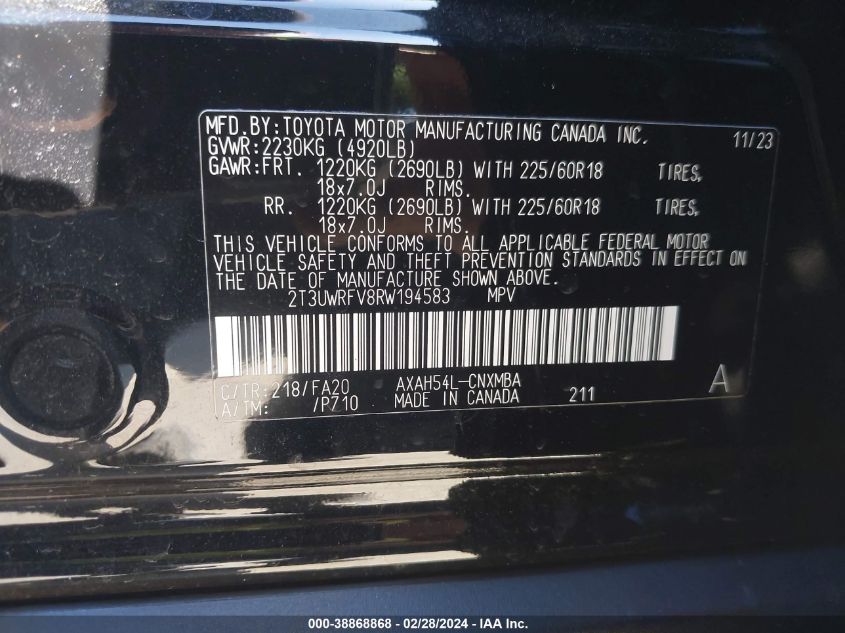 MFD.BY:TOYOTA MOTOR MANUFACTURING CANADA INC. 11/23
GVWR:2230KG (4920LB)
GAWR:FRT. 1220KG (2690LB) WITH 225/60R18 TIRES,
18x7.0J RIMS.
RR. 1220KG (2690LB) WITH 225/60R18 TIRES,
18x7.0J RIMS.
THIS VEHICLE CONFORMS TO ALL APPLICABLE FEDERAL MOTOR
VEHICLE SAFETY AND THEFT PREVENTION STANDARDS IN EFFECT ON
THE DATE OF MANUFACTURE SHOWN ABOVE.
2T3UWRFV8RW194583 MPV
C/TR:218/FA20 AXAH54L-CNXMBA 211 A
A/TM: /P710 MADE IN CANADA
000-38868868 - 02/28/2024 - IAA Inc.